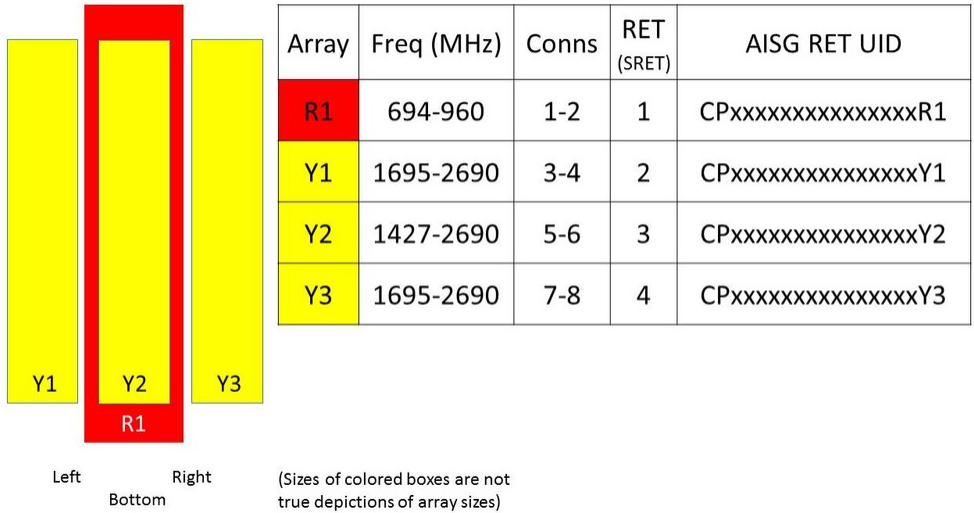 Array Freq (MHz) Conns RET (SRET) AISG RET UID
R1 694-960 1-2 1 CPxxxxxxxxxxxxxxxR1
Y1 1695-2690 3-4 2 CPxxxxxxxxxxxxxxxY1
Y2 1427-2690 5-6 3 CPxxxxxxxxxxxxxxxY2
Y3 1695-2690 7-8 4 CPxxxxxxxxxxxxxxxY3
Y1 Y2 Y3
R1
Left Right
Bottom
(Sizes of colored boxes are not
true depictions of array sizes)